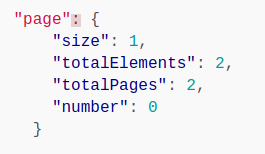 "page": {
"size": 1,
"totalElements": 2,
"totalPages": 2,
"number": 0
}